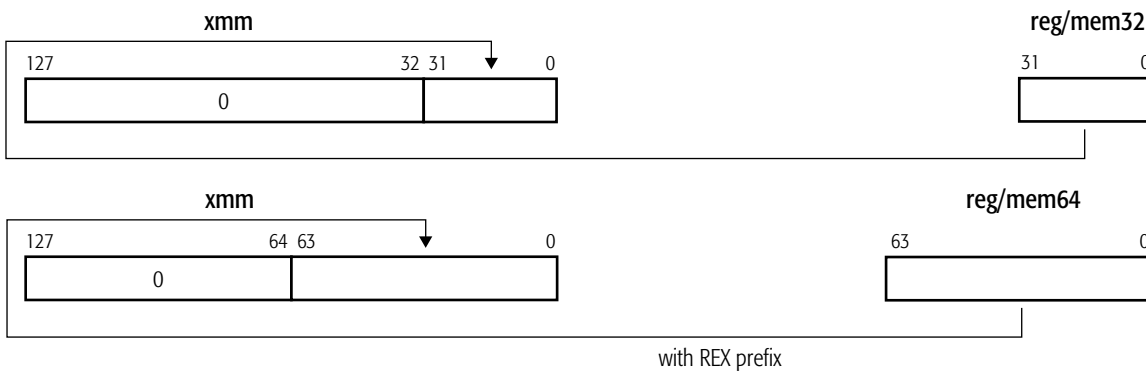 xmm reg/mem32
127 32 31 0 31 0
0
xmm reg/mem64
127 64 63 0 63 0
0
with REX prefix